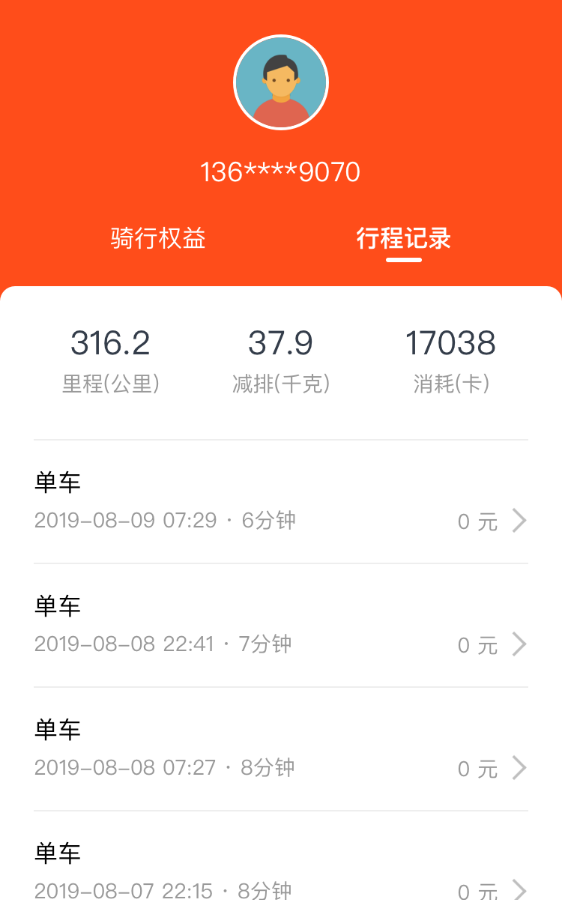 136****9070
骑行权益 行程记录
316.2 37.9 17038
里程(公里) 减排(千克) 消耗(卡)
单车
2019-08-09 07:29 · 6分钟 0 元
单车
2019-08-08 22:41 · 7分钟 0 元
单车
2019-08-08 07:27 · 8分钟 0 元
单车
2019-08-07 22:15 · 8分钟 0 元